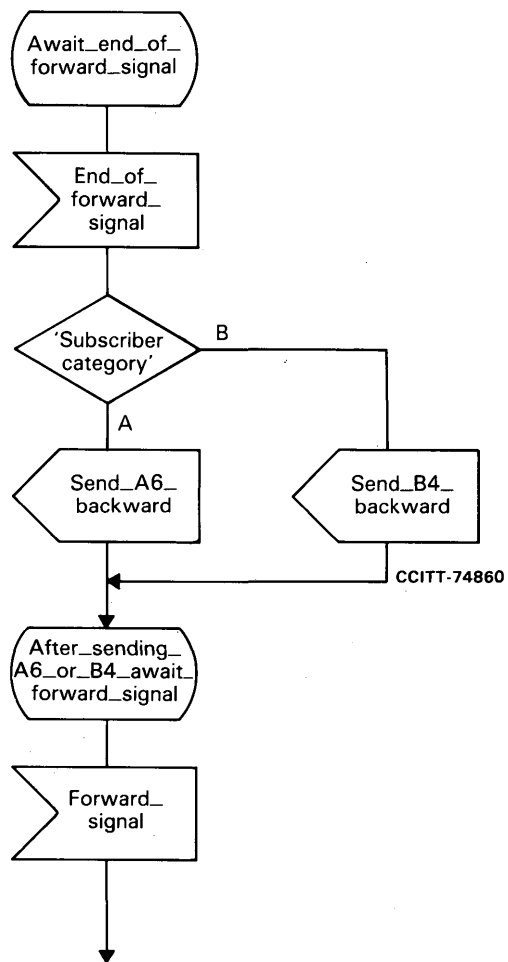 Await_end_of_
forward_signal
End_of_
forward_
signal
'Subscriber
category'
B
A
Send_A6_
backward
Send_B4_
backward
CCITT-74860
After_sending_
A6_or_B4_await_
forward_signal
Forward_
signal